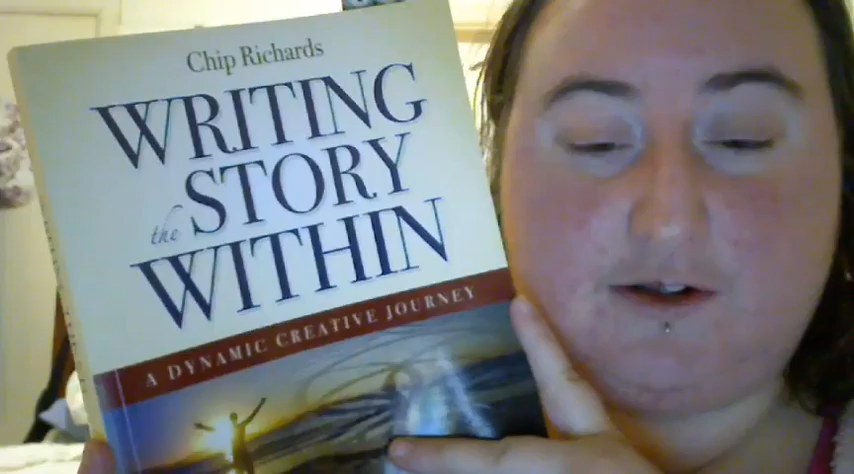 Chip Richards
WRITING
the STORY
WITHIN
A DYNAMIC CREATIVE JOURNEY